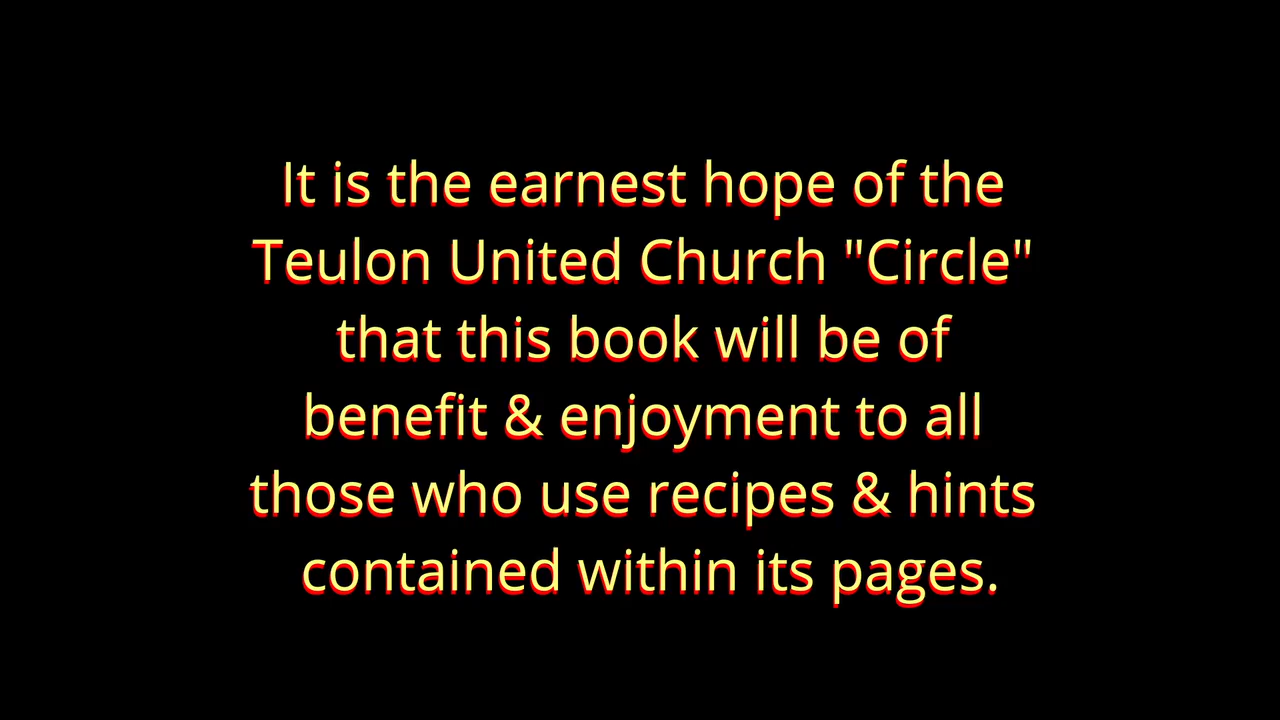 It is the earnest hope of the
Teulon United Church "Circle"
that this book will be of
benefit & enjoyment to all
those who use recipes & hints
contained within its pages.